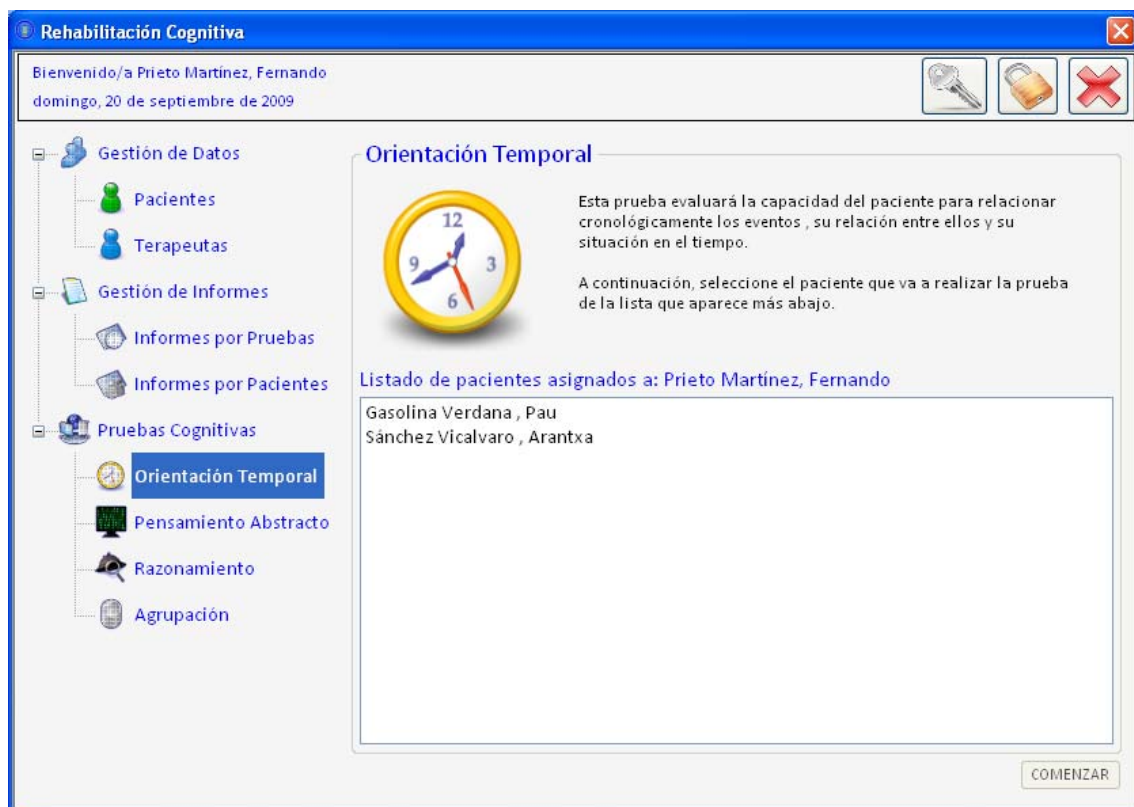 Rehabilitación Cognitiva
Bienvenido/a Prieto Martínez, Fernando
domingo, 20 de septiembre de 2009
Gestión de Datos
Pacientes
Terapeutas
Gestión de Informes
Informes por Pruebas
Informes por Pacientes
Pruebas Cognitivas
Orientación Temporal
Pensamiento Abstracto
Razonamiento
Agrupación
Orientación Temporal
12
9 3
6
Esta prueba evaluará la capacidad del paciente para relacionar
cronológicamente los eventos , su relación entre ellos y su
situación en el tiempo.
A continuación, seleccione el paciente que va a realizar la prueba
de la lista que aparece más abajo.
Listado de pacientes asignados a: Prieto Martínez, Fernando
Gasolina Verdana , Pau
Sánchez Vicalvaro , Arantxa
COMENZAR